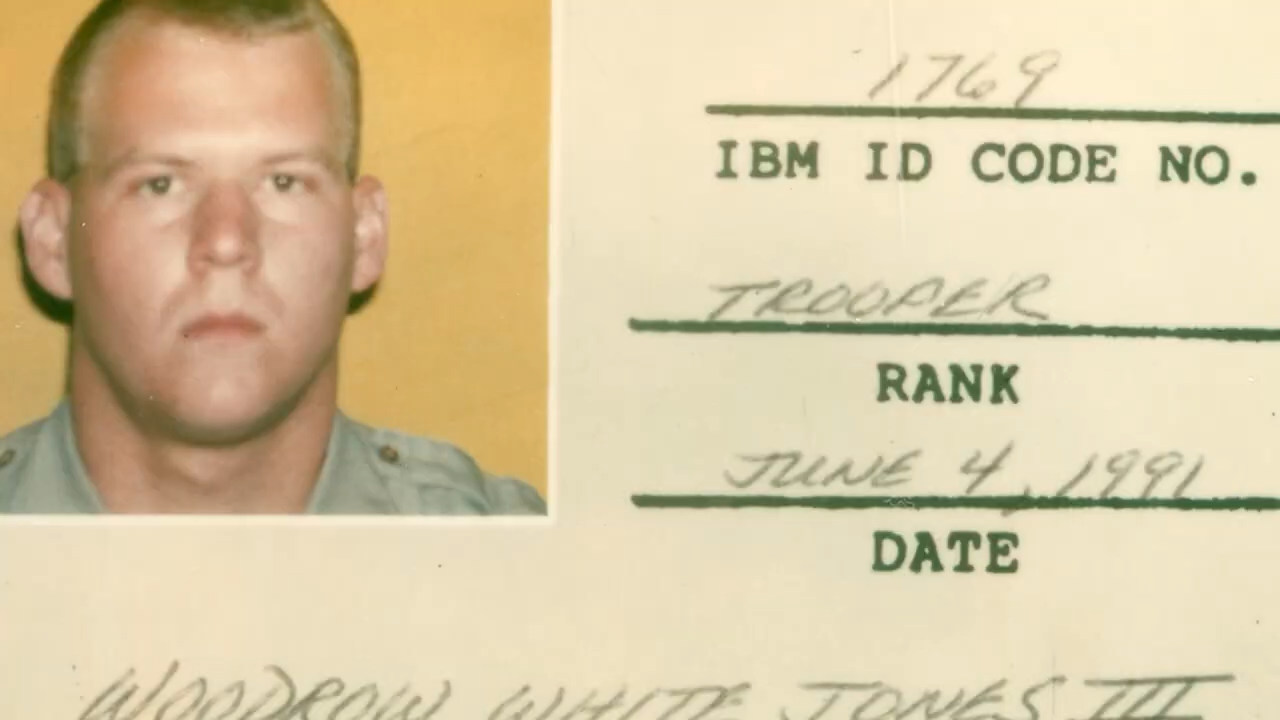 1769
IBM ID CODE NO.
TROOPER
RANK
JUNE 4, 1991
DATE
WOODROW WHITE JONES III